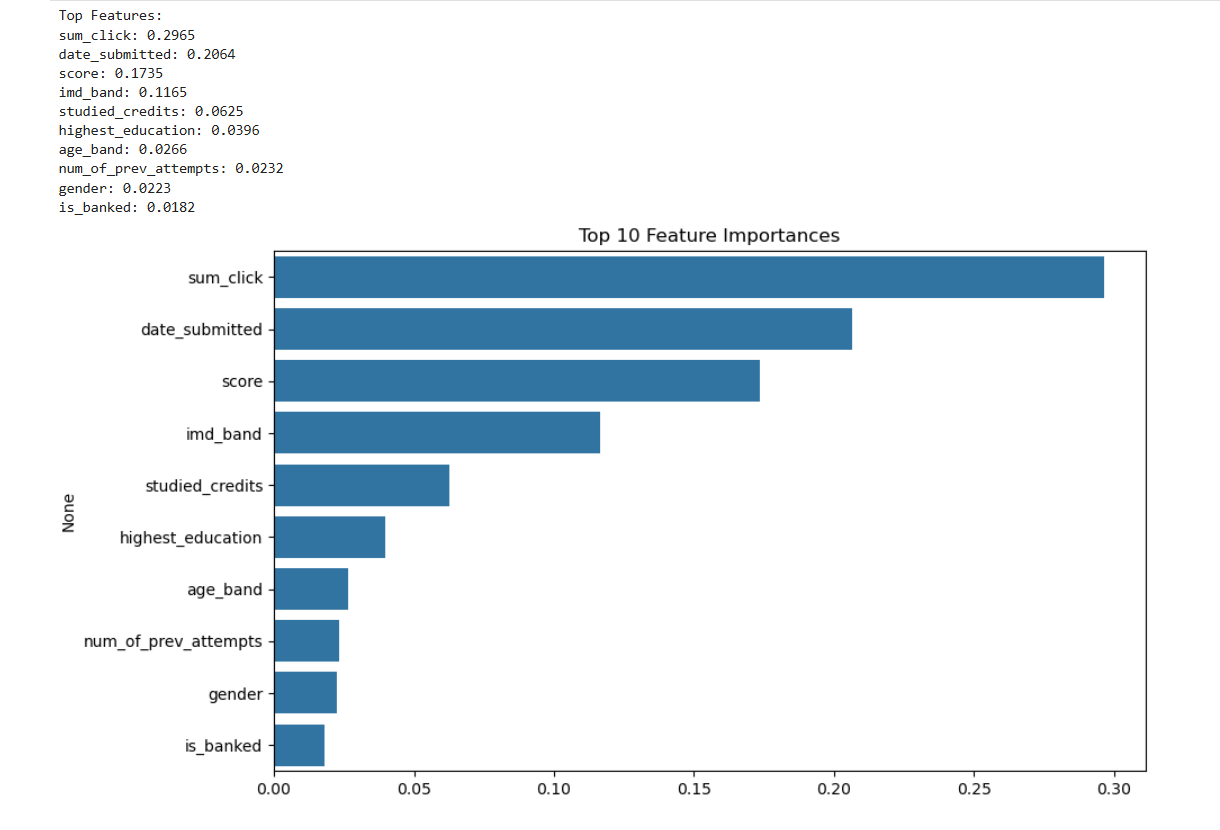 Top Features:
sum_click: 0.2965
date_submitted: 0.2064
score: 0.1735
imd_band: 0.1165
studied_credits: 0.0625
highest_education: 0.0396
age_band: 0.0266
num_of_prev_attempts: 0.0232
gender: 0.0223
is_banked: 0.0182
Top 10 Feature Importances
sum_click
date_submitted
score
imd_band
studied_credits
None
highest_education
age_band
num_of_prev_attempts
gender
is_banked
0.00 0.05 0.10 0.15 0.20 0.25 0.30